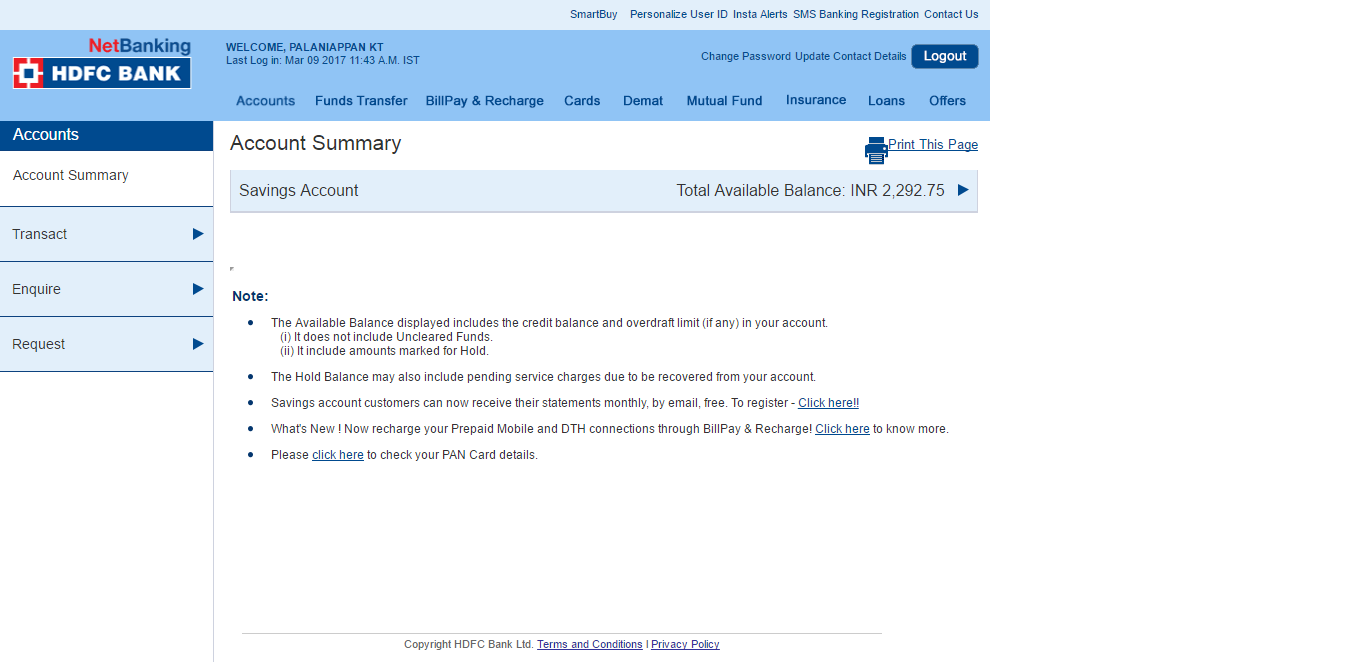 SmartBuy Personalize User ID Insta Alerts SMS Banking Registration Contact Us
NetBanking
HDFC BANK
WELCOME, PALANIAPPAN KT
Last Log in: Mar 09 2017 11:43 A.M. IST
Change Password Update Contact Details Logout
Accounts Funds Transfer BillPay & Recharge Cards Demat Mutual Fund Insurance Loans Offers
Accounts
Account Summary
Transact
Enquire
Request
Account Summary
Print This Page
Savings Account Total Available Balance: INR 2,292.75
Note:
The Available Balance displayed includes the credit balance and overdraft limit (if any) in your account.
(i) It does not include Uncleared Funds.
(ii) It include amounts marked for Hold.
The Hold Balance may also include pending service charges due to be recovered from your account.
Savings account customers can now receive their statements monthly, by email, free. To register - Click here!!
What's New ! Now recharge your Prepaid Mobile and DTH connections through BillPay & Recharge! Click here to know more.
Please click here to check your PAN Card details.
Copyright HDFC Bank Ltd. Terms and Conditions | Privacy Policy